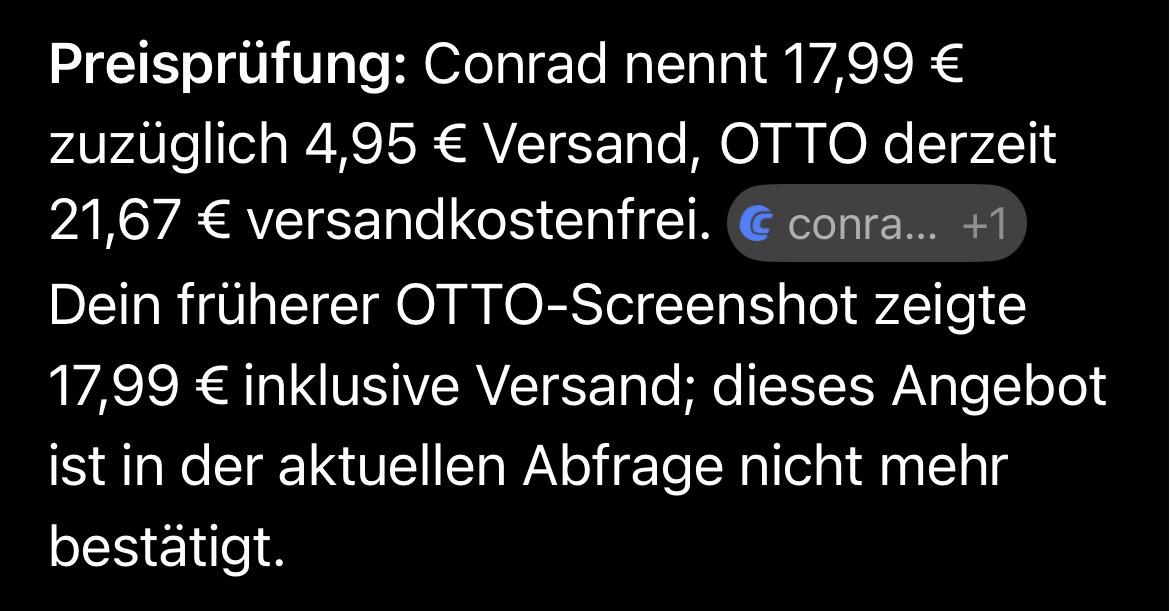 Preisprüfung: Conrad nennt 17,99 €
zuzüglich 4,95 € Versand, OTTO derzeit
21,67 € versandkostenfrei. conra... +1
Dein früherer OTTO-Screenshot zeigte
17,99 € inklusive Versand; dieses Angebot
ist in der aktuellen Abfrage nicht mehr
bestätigt.